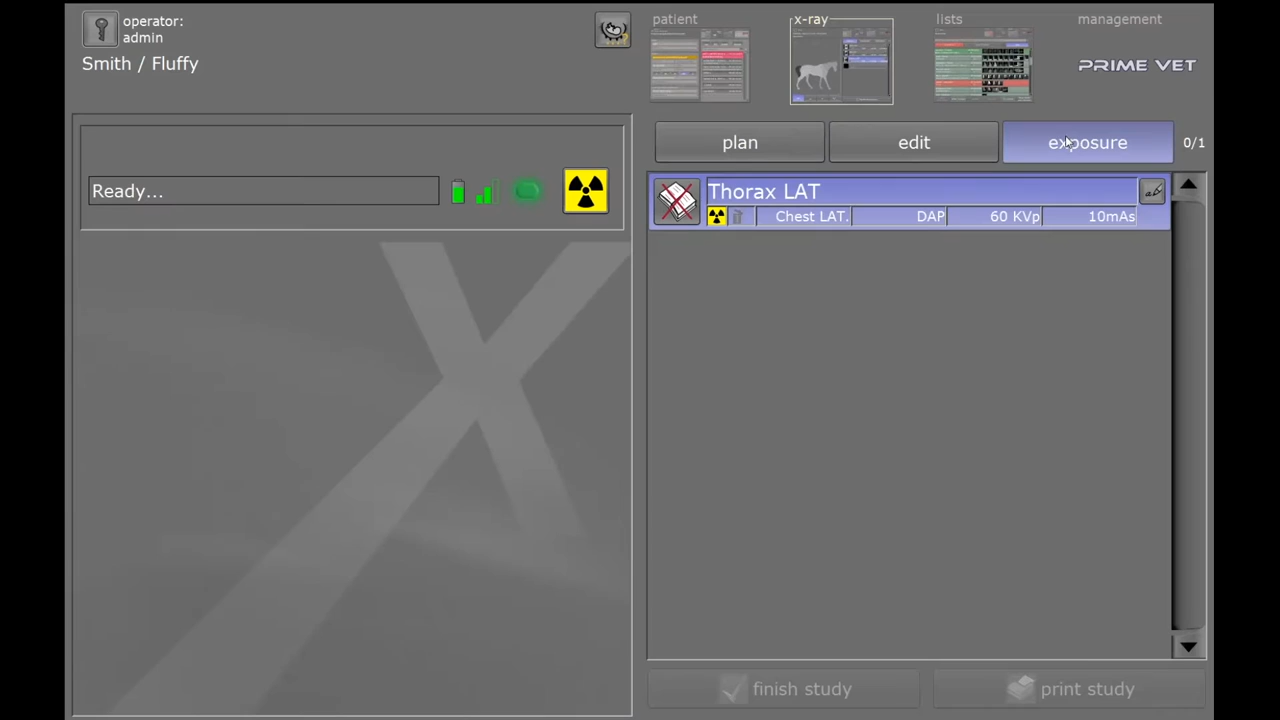 operator:
admin
Smith / Fluffy
patient
x-ray
lists
management
PRIME VET
plan
edit
exposure
0/1
Ready...
Thorax LAT
Chest LAT.
DAP
60 KVp
10mAs
finish study
print study